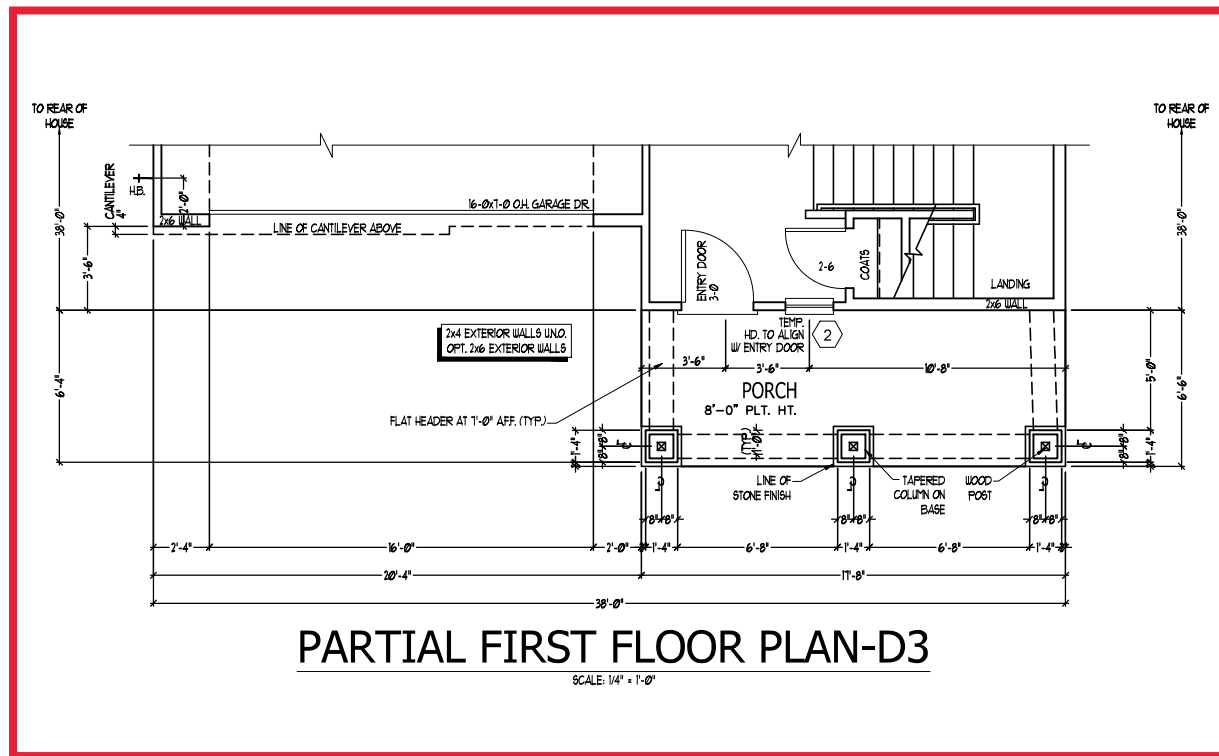 TO REAR OF
HOUSE
TO REAR OF
HOUSE
CANTILEVER
4"
H.B.
2'-0"
2x6 WALL
16-0x7-0 O.H. GARAGE DR.
LINE OF CANTILEVER ABOVE
38'-0"
3'-6"
6'-4"
ENTRY DOOR
3-0
2-6
COATS
LANDING
2x6 WALL
38'-0"
2x4 EXTERIOR WALLS U.N.O.
OPT. 2x6 EXTERIOR WALLS
TEMP.
HD. TO ALIGN
W/ ENTRY DOOR
2
3'-6"
3'-6"
10'-8"
PORCH
8'-0" PLT. HT.
FLAT HEADER AT 7'-0" A.F.F. (TYP.)
5'-0"
6'-6"
1'-4"
8"
8"
(TYP.)
1'-0"
8"
8"
1'-4"
LINE OF
STONE FINISH
TAPERED
COLUMN ON
BASE
WOOD
POST
8"
8"
8"
8"
8"
8"
2'-4"
16'-0"
2'-0"
1'-4"
6'-8"
1'-4"
6'-8"
1'-4"
20'-4"
17'-8"
38'-0"
PARTIAL FIRST FLOOR PLAN-D3
SCALE: 1/4" = 1'-0"